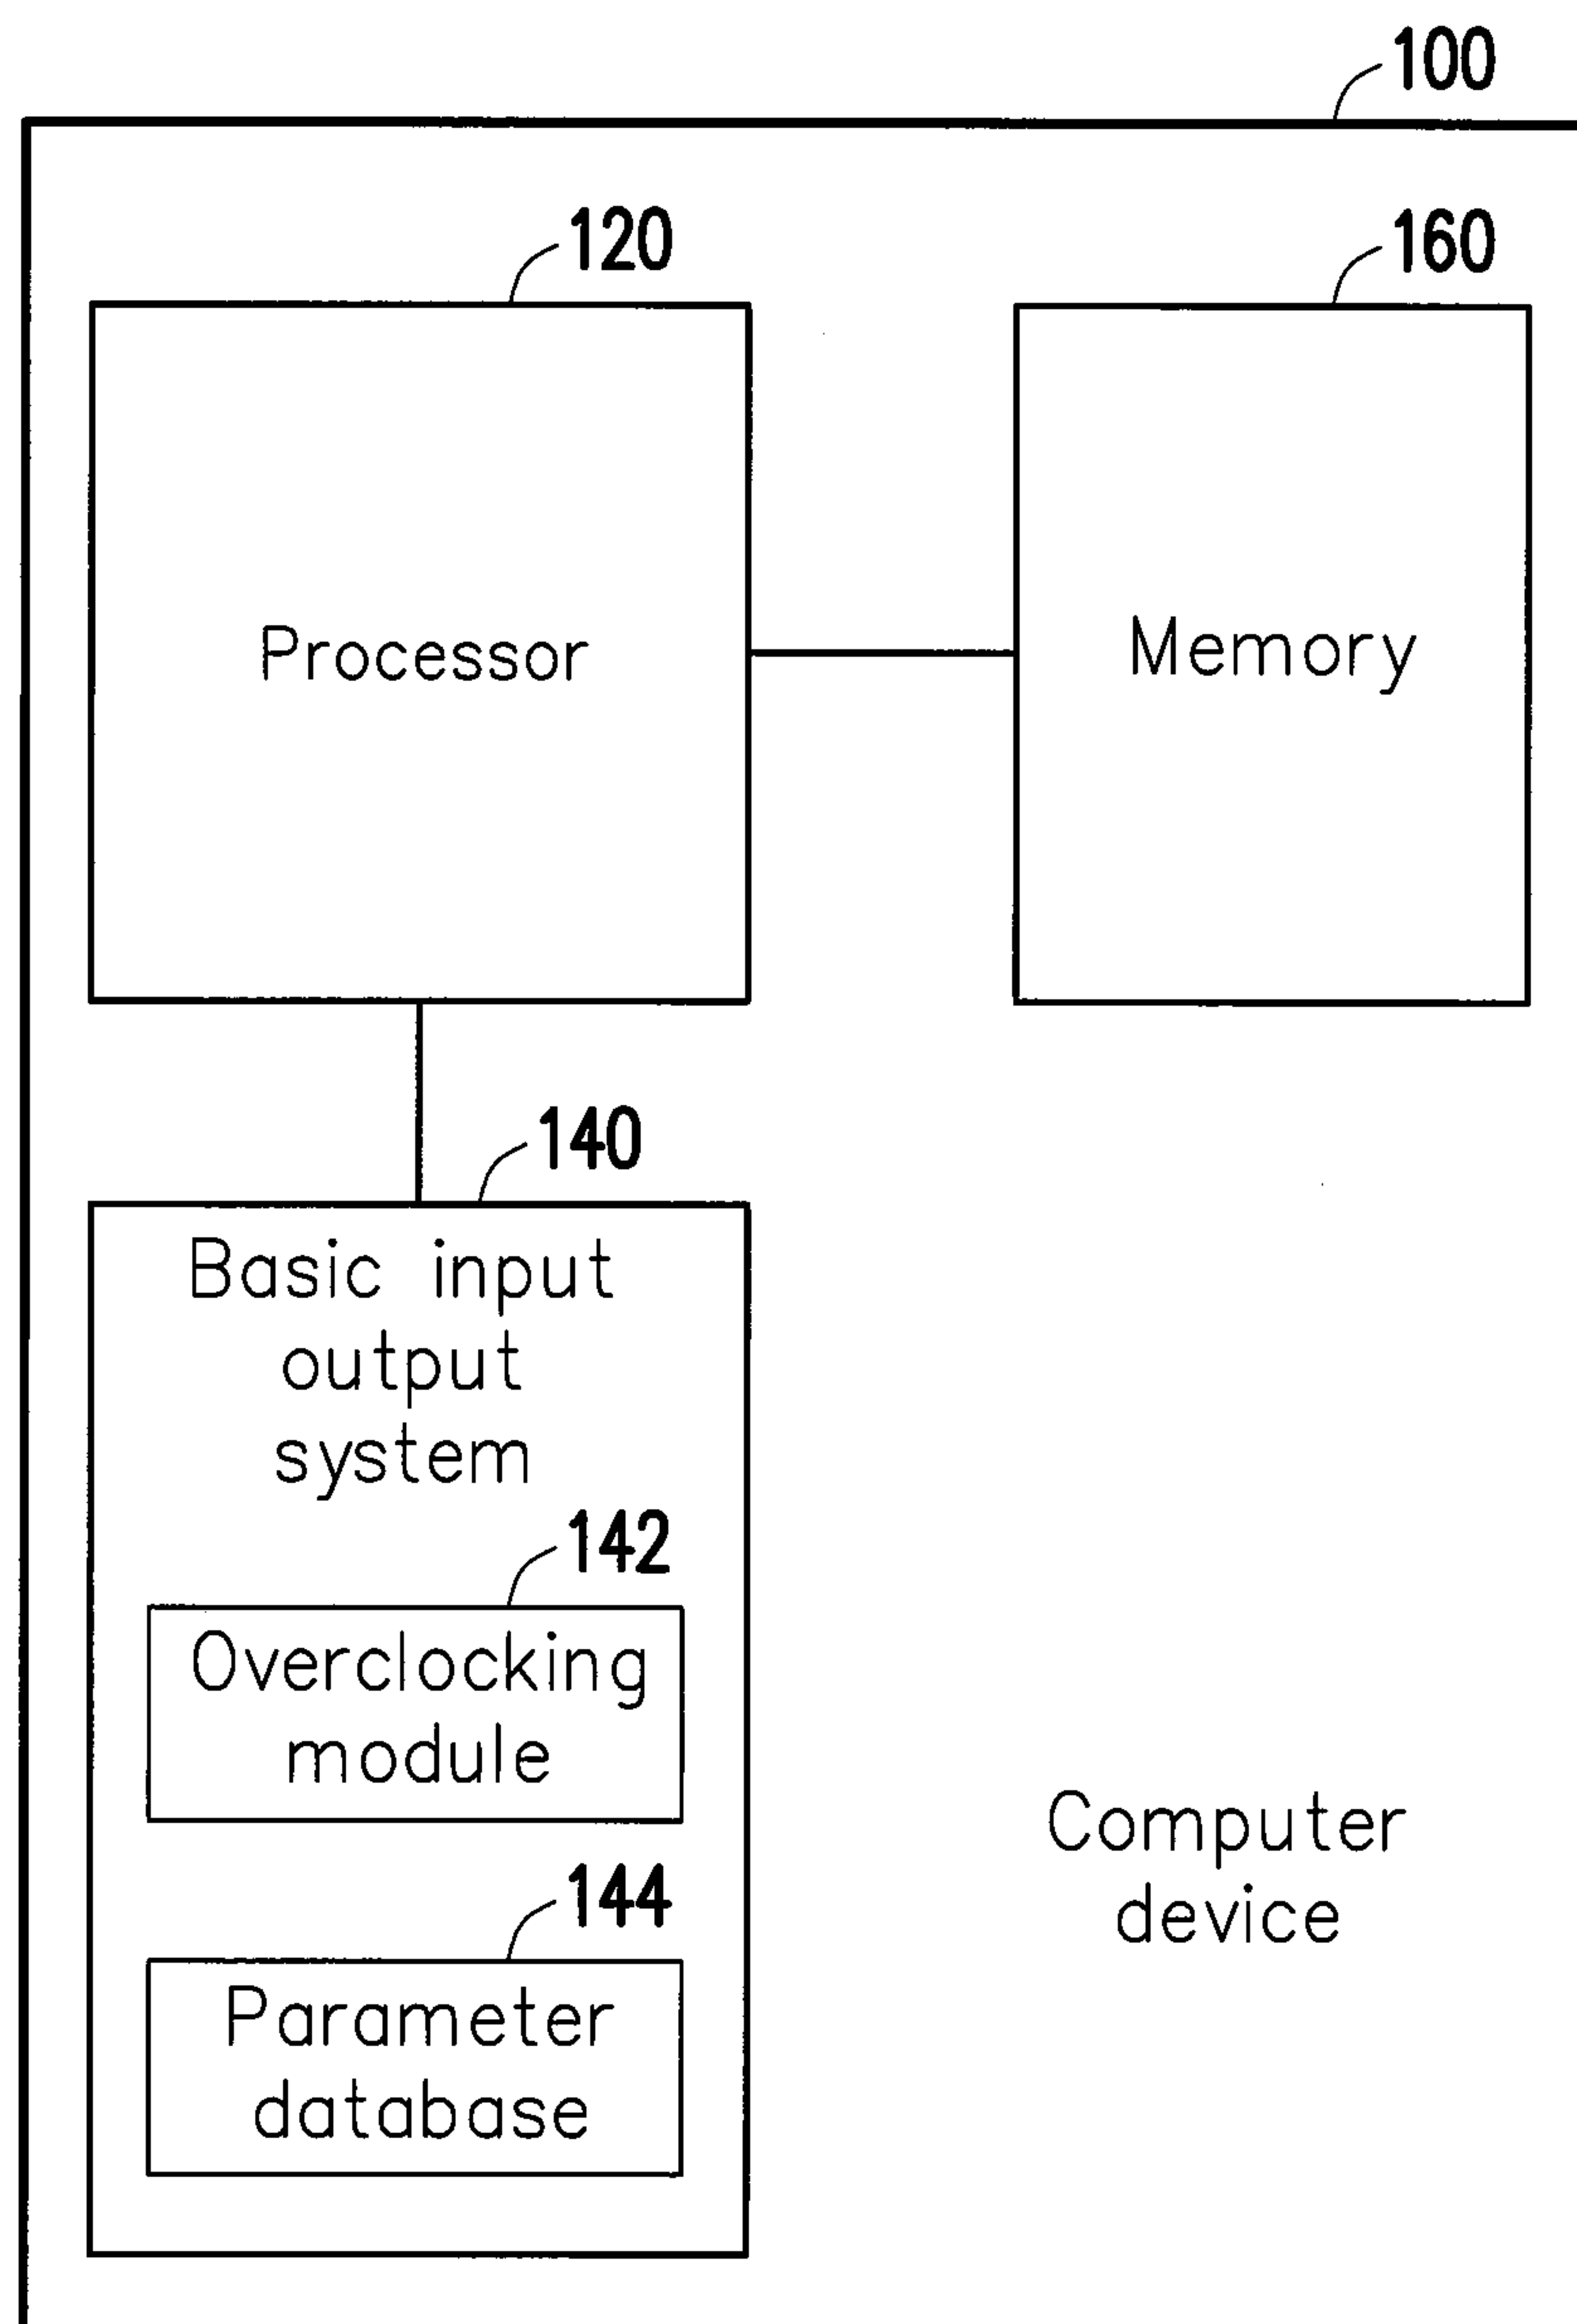 100
120
160
Processor
Memory
140
Basic input
output
system
142
Overclocking
module
144
Parameter
database
Computer
device